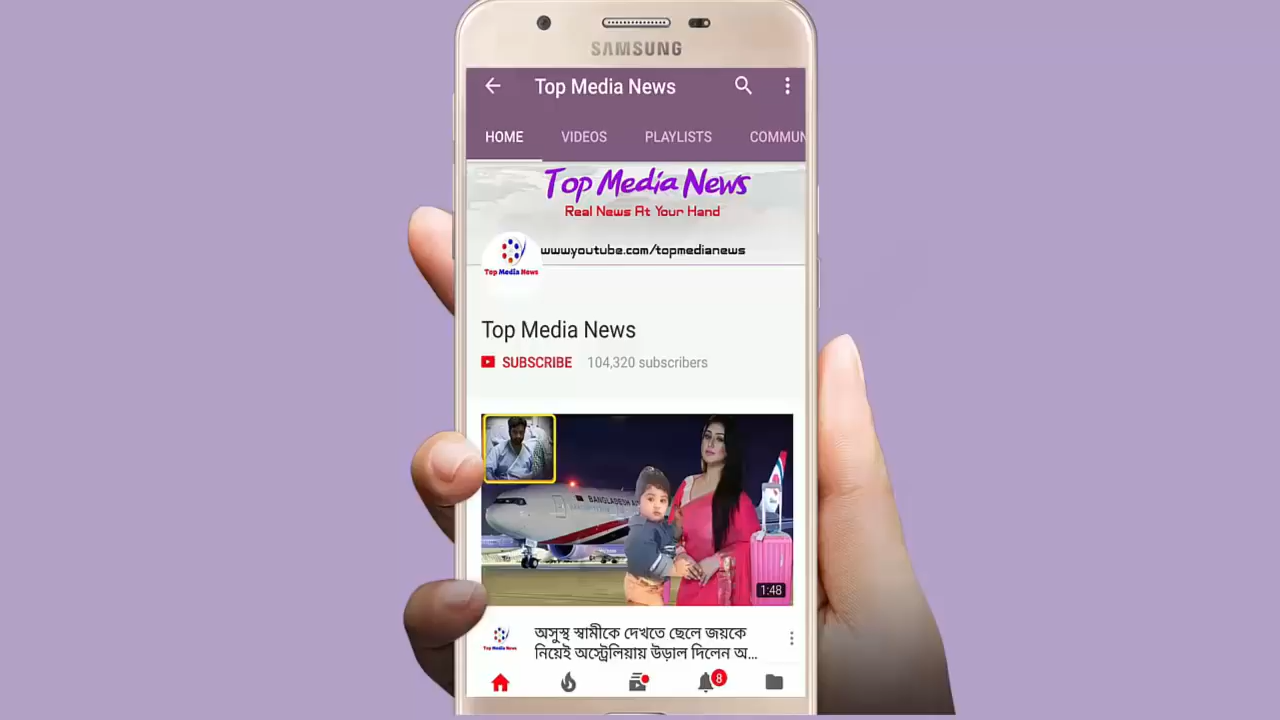 SAMSUNG
Top Media News
HOME VIDEOS PLAYLISTS COMMUN
Top Media News
Real News At Your Hand
wwwyoutube.com/topmedianews
Top Media News
Top Media News
SUBSCRIBE 104,320 subscribers
BANGLADESH
1:48
অসুস্থ স্বামীকে দেখতে ছেলে জয়কে
নিয়েই অস্ট্রেলিয়ায় উড়াল দিলেন অ...
Top Media News
8